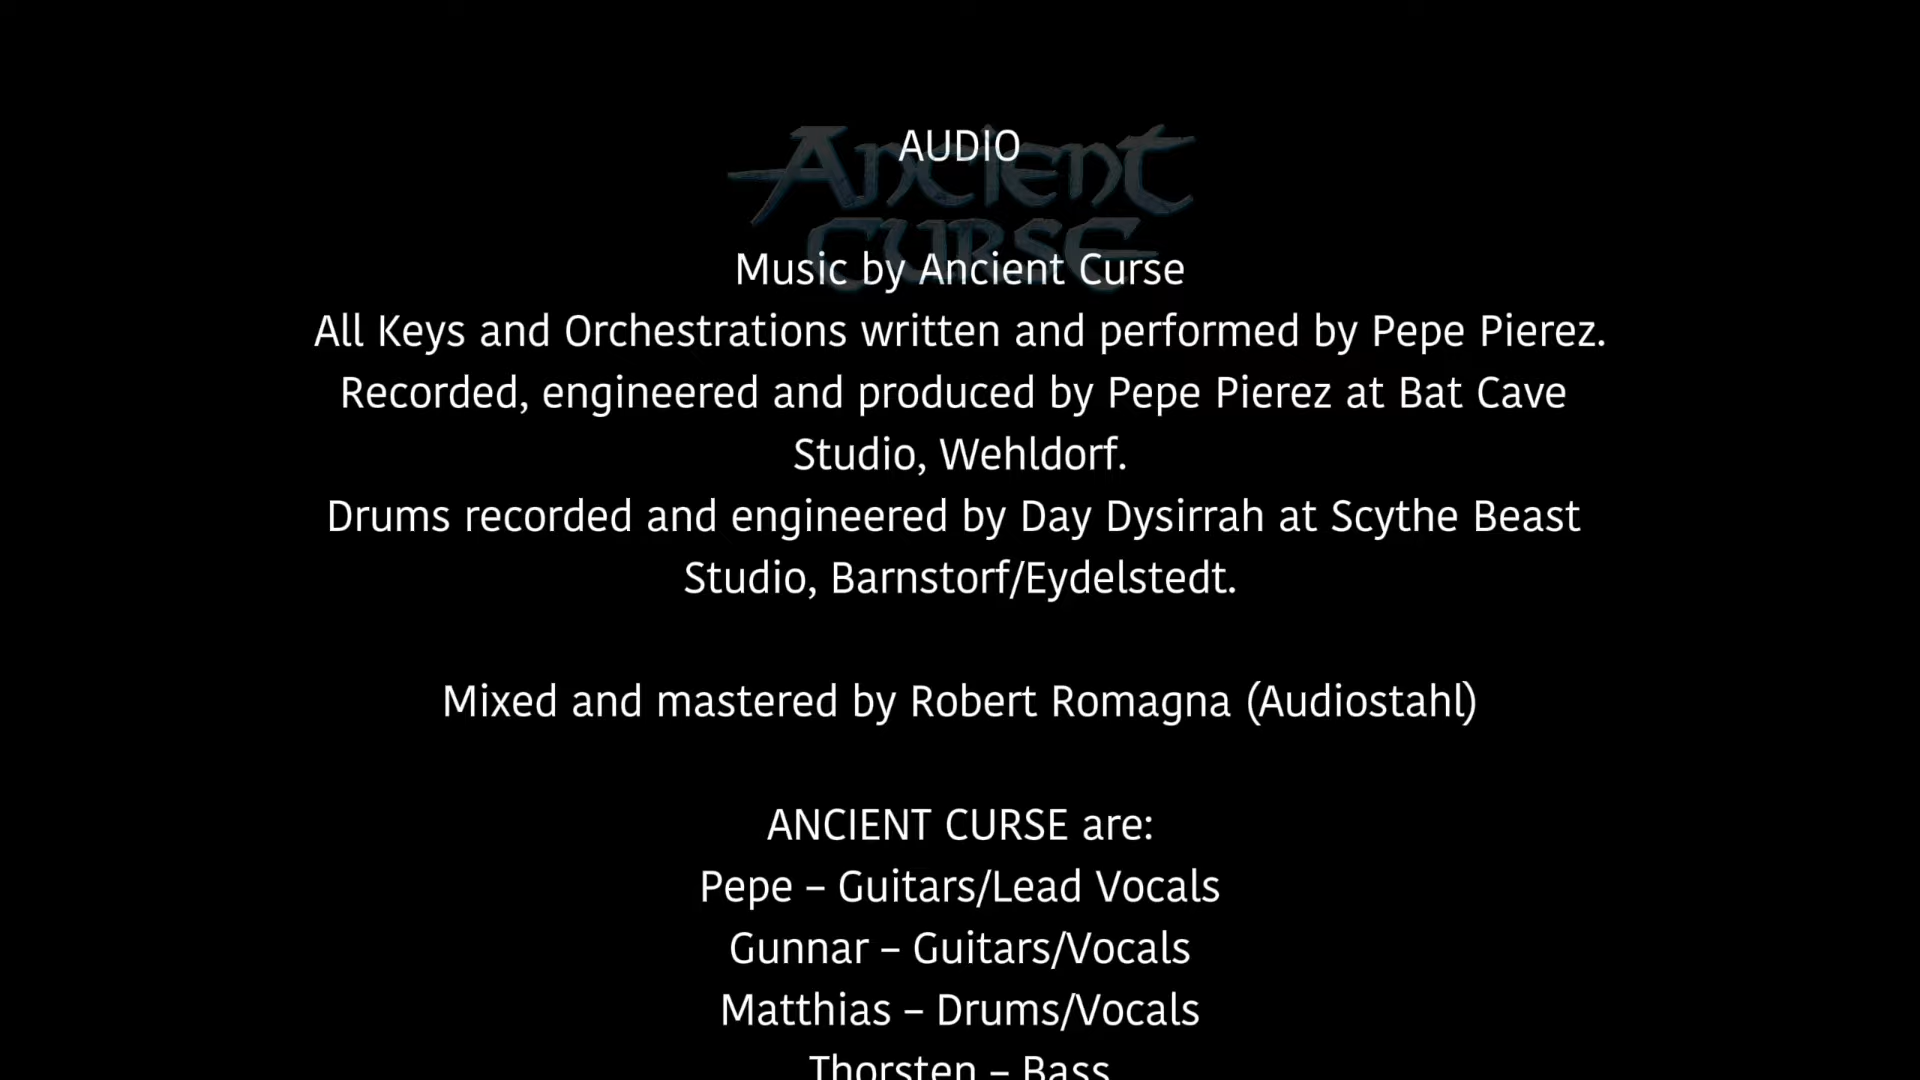 AUDIO
Ancient
Curse
Music by Ancient Curse
All Keys and Orchestrations written and performed by Pepe Pierez.
Recorded, engineered and produced by Pepe Pierez at Bat Cave
Studio, Wehldorf.
Drums recorded and engineered by Day Dysirrah at Scythe Beast
Studio, Barnstorf/Eydelstedt.
Mixed and mastered by Robert Romagna (Audiostahl)
ANCIENT CURSE are:
Pepe – Guitars/Lead Vocals
Gunnar – Guitars/Vocals
Matthias – Drums/Vocals
Thorsten – Bass